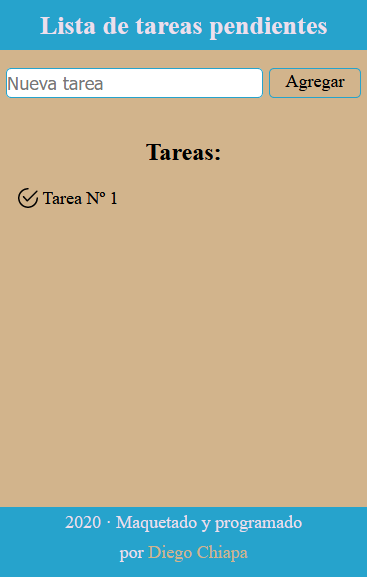 Lista de tareas pendientes
Nueva tarea
Agregar
Tareas:
Tarea Nº 1
2020 · Maquetado y programado
por Diego Chiapa